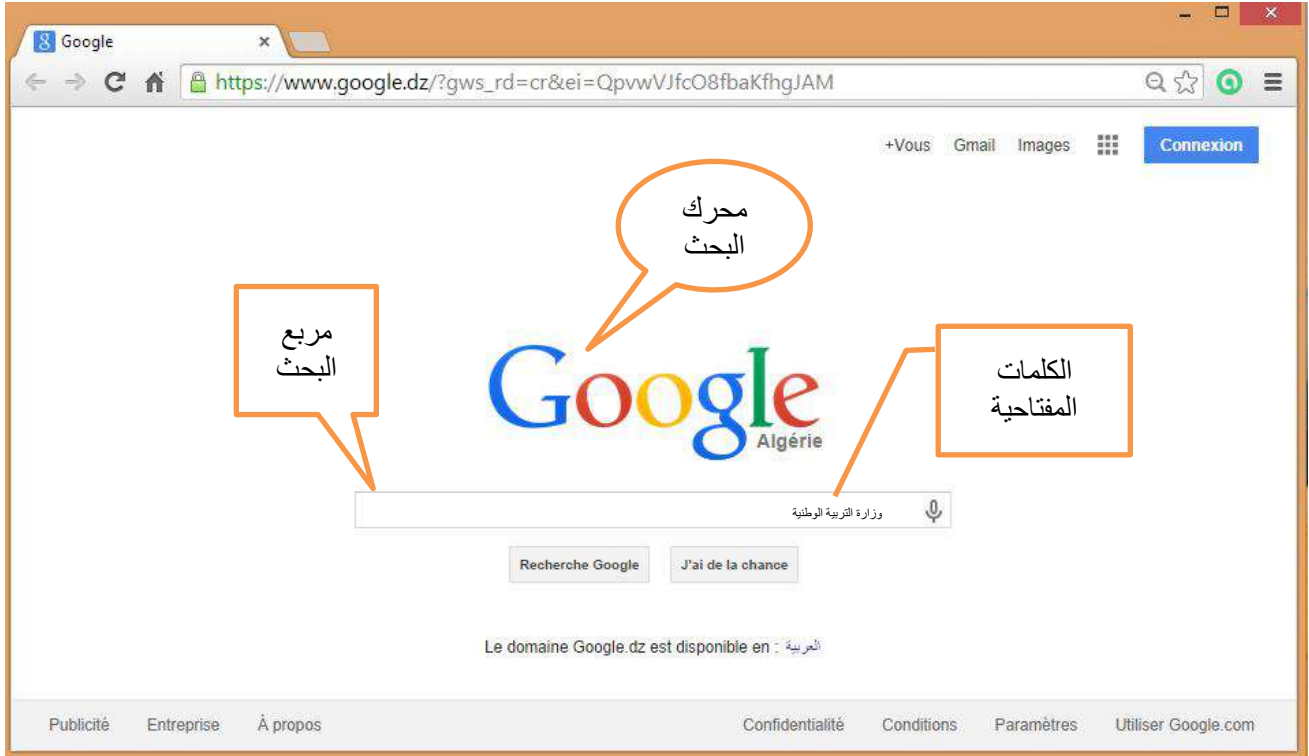 Google
https://www.google.dz/?gws_rd=cr&ei=QpvwVJfcO8fbaKfhgJAM
+Vous Gmail Images Connexion
محرك
البحث
مربع
البحث
الكلمات
المفتاحية
Google
Algérie
وزارة التربية الوطنية
Recherche Google J'ai de la chance
Le domaine Google.dz est disponible en : العربية
Publicité Entreprise À propos Confidentialité Conditions Paramètres Utiliser Google.com